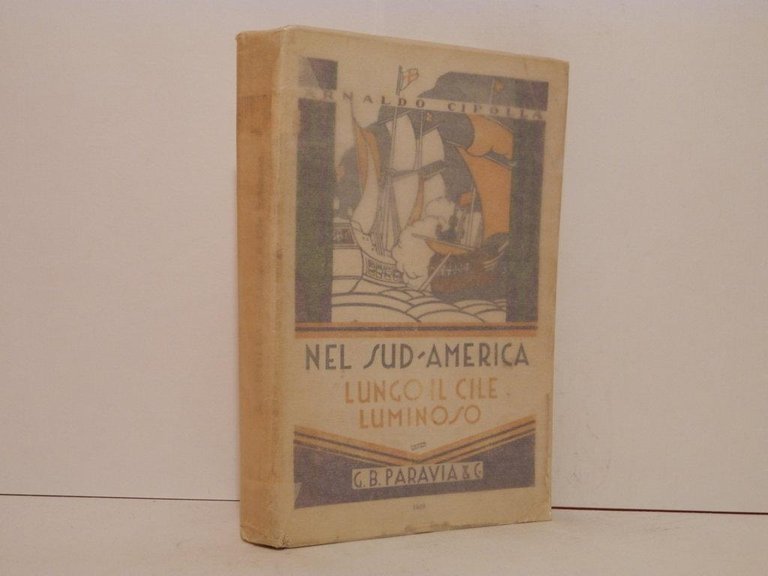 ARNALDO CIPOLLA
NEL SUD-AMERICA
LUNGO IL CILE
LUMINOSO
G. B. PARAVIA & C.